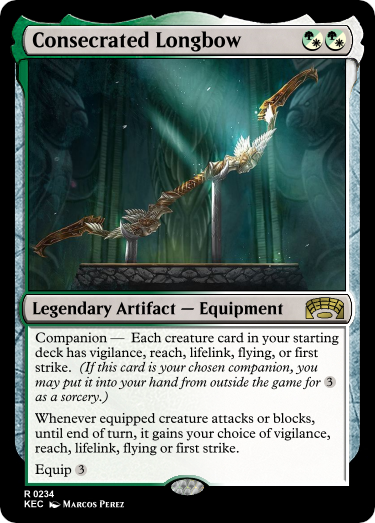 Consecrated Longbow
Legendary Artifact — Equipment
Companion — Each creature card in your starting
deck has vigilance, reach, lifelink, flying, or first
strike. (If this card is your chosen companion, you
may put it into your hand from outside the game for 3
as a sorcery.)
Whenever equipped creature attacks or blocks,
until end of turn, it gains your choice of vigilance,
reach, lifelink, flying or first strike.
Equip 3
R 0234
KEC Marcos Perez